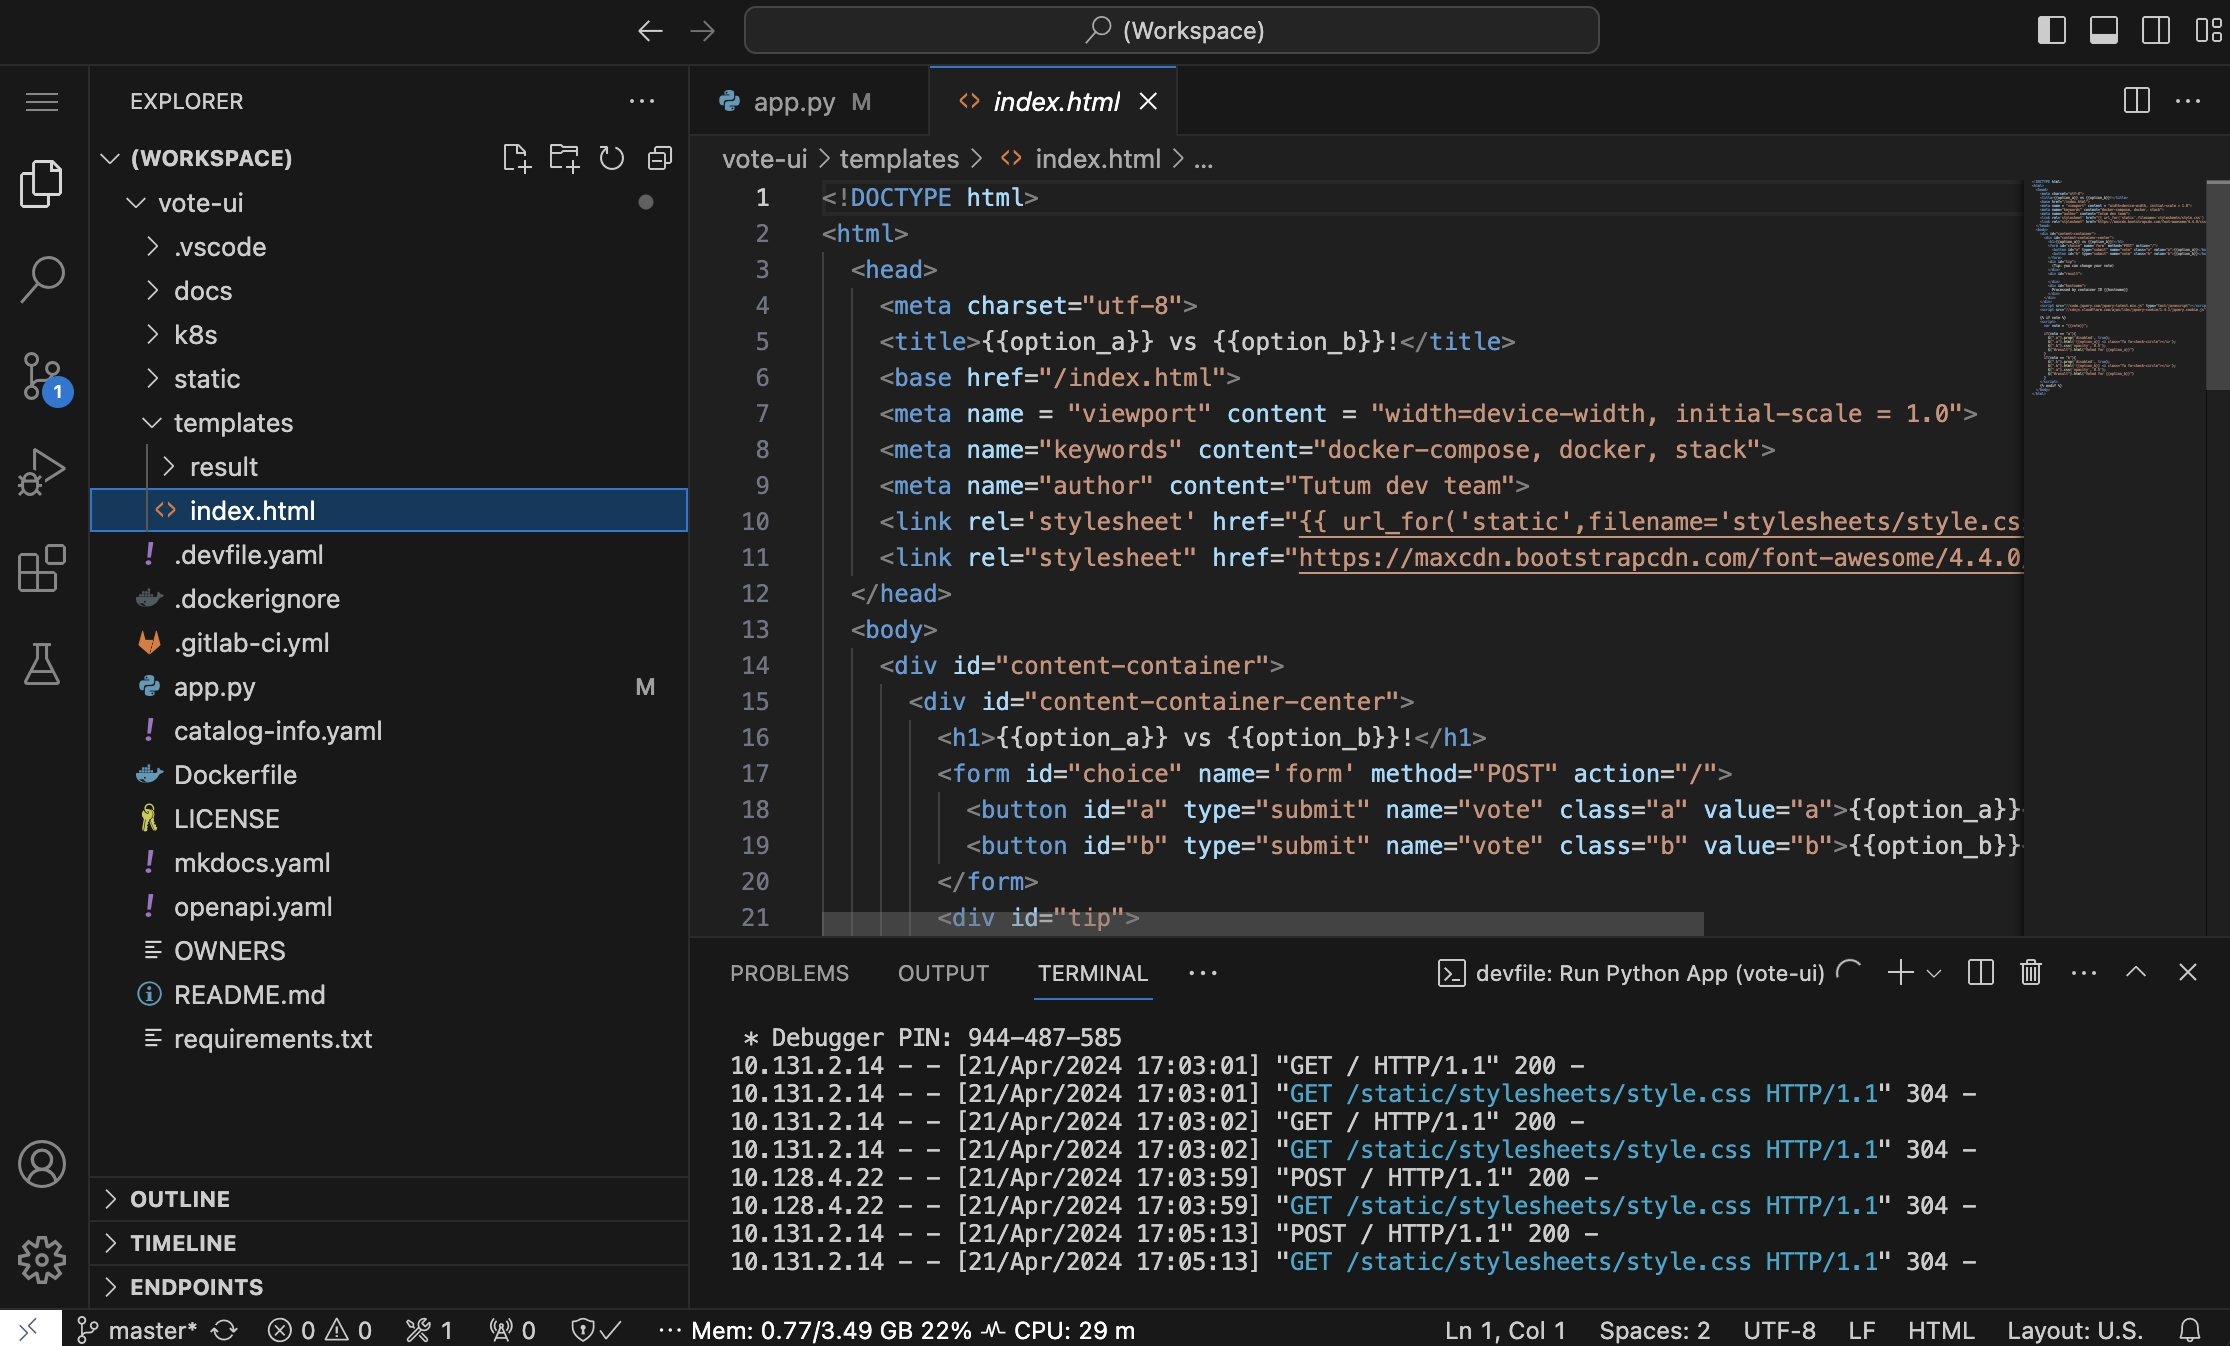 (Workspace)
EXPLORER
(WORKSPACE)
vote-ui
.vscode
docs
k8s
static
templates
result
index.html
.devfile.yaml
.dockerignore
.gitlab-ci.yml
app.py M
catalog-info.yaml
Dockerfile
LICENSE
mkdocs.yaml
openapi.yaml
OWNERS
README.md
requirements.txt
OUTLINE
TIMELINE
ENDPOINTS
1
app.py M index.html
vote-ui > templates > <> index.html > ...
1 <!DOCTYPE html>
2 <html>
3 <head>
4 <meta charset="utf-8">
5 <title>{{option_a}} vs {{option_b}}!</title>
6 <base href="/index.html">
7 <meta name = "viewport" content = "width=device-width, initial-scale = 1.0">
8 <meta name="keywords" content="docker-compose, docker, stack">
9 <meta name="author" content="Tutum dev team">
10 <link rel='stylesheet' href="{{ url_for('static',filename='stylesheets/style.cs
11 <link rel="stylesheet" href="https://maxcdn.bootstrapcdn.com/font-awesome/4.4.0
12 </head>
13 <body>
14 <div id="content-container">
15 <div id="content-container-center">
16 <h1>{{option_a}} vs {{option_b}}!</h1>
17 <form id="choice" name='form' method="POST" action="/">
18 <button id="a" type="submit" name="vote" class="a" value="a">{{option_a}}
19 <button id="b" type="submit" name="vote" class="b" value="b">{{option_b}}
20 </form>
21 <div id="tip">
PROBLEMS OUTPUT TERMINAL ... devfile: Run Python App (vote-ui)
* Debugger PIN: 944-487-585
10.131.2.14 - - [21/Apr/2024 17:03:01] "GET / HTTP/1.1" 200 -
10.131.2.14 - - [21/Apr/2024 17:03:01] "GET /static/stylesheets/style.css HTTP/1.1" 304 -
10.131.2.14 - - [21/Apr/2024 17:03:02] "GET / HTTP/1.1" 200 -
10.131.2.14 - - [21/Apr/2024 17:03:02] "GET /static/stylesheets/style.css HTTP/1.1" 304 -
10.128.4.22 - - [21/Apr/2024 17:03:59] "POST / HTTP/1.1" 200 -
10.128.4.22 - - [21/Apr/2024 17:03:59] "GET /static/stylesheets/style.css HTTP/1.1" 304 -
10.131.2.14 - - [21/Apr/2024 17:05:13] "POST / HTTP/1.1" 200 -
10.131.2.14 - - [21/Apr/2024 17:05:13] "GET /static/stylesheets/style.css HTTP/1.1" 304 -
master* 0 0 1 0 ... Mem: 0.77/3.49 GB 22% CPU: 29 m Ln 1, Col 1 Spaces: 2 UTF-8 LF HTML Layout: U.S.